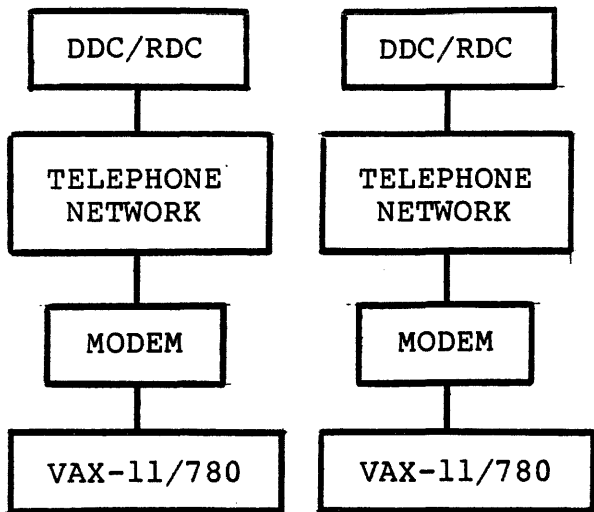 DDC/RDC
TELEPHONE
NETWORK
MODEM
VAX-11/780
DDC/RDC
TELEPHONE
NETWORK
MODEM
VAX-11/780